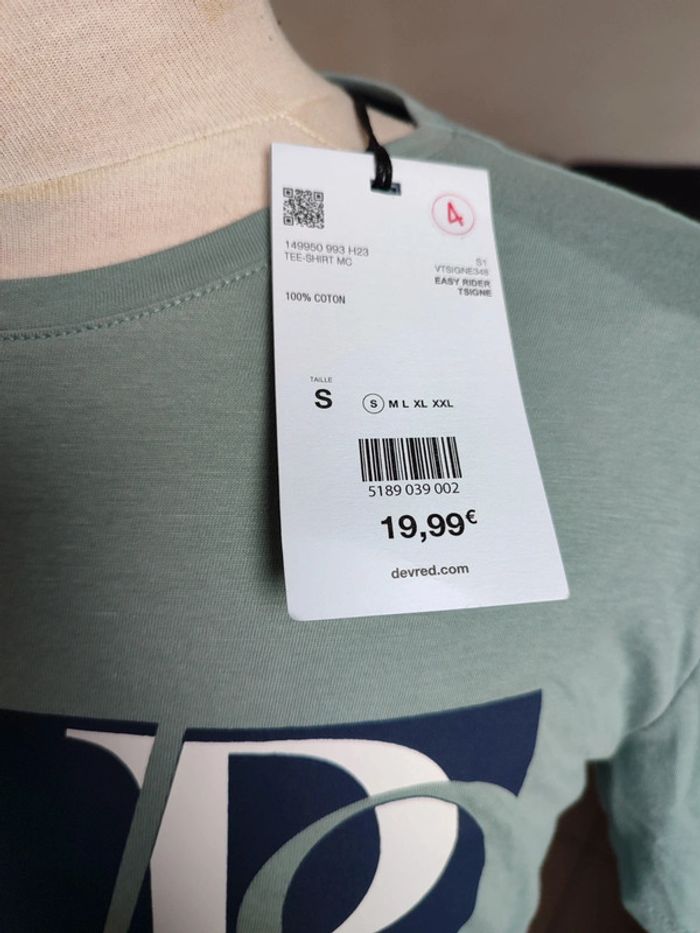 4
149950 993 H23
TEE-SHIRT MC
S1
VTSIGNE348
EASY RIDER
TSIGNE
100% COTON
TAILLE
S
S M L XL XXL
5189 039 002
19,99€
devred.com